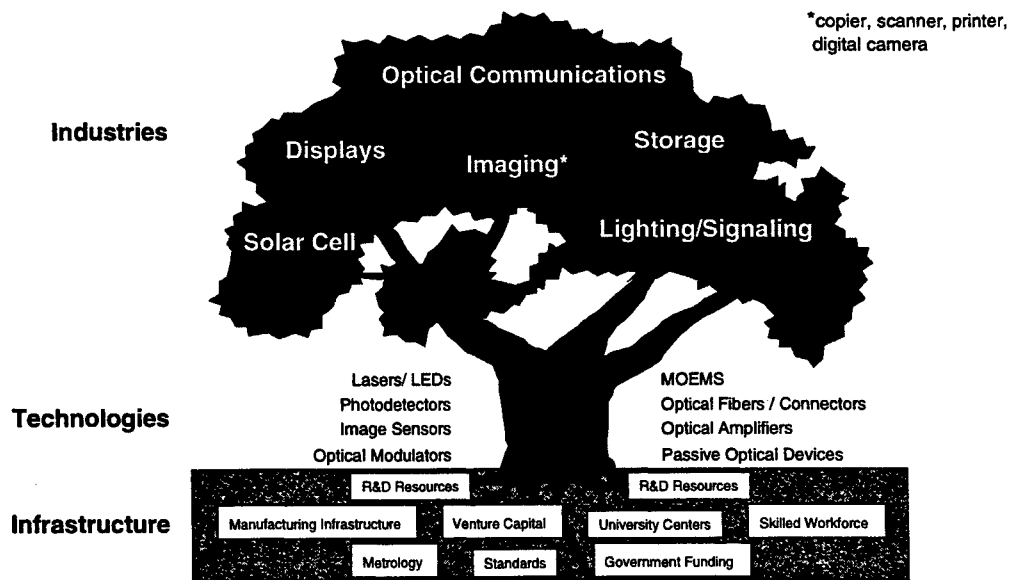 *copier, scanner, printer,
digital camera
Optical Communications
Industries
Displays
Imaging*
Storage
Solar Cell
Lighting/Signaling
Technologies
Lasers/ LEDs
Photodetectors
Image Sensors
Optical Modulators
MOEMS
Optical Fibers / Connectors
Optical Amplifiers
Passive Optical Devices
Infrastructure
R&D Resources
R&D Resources
Manufacturing Infrastructure
Venture Capital
University Centers
Skilled Workforce
Metrology
Standards
Government Funding